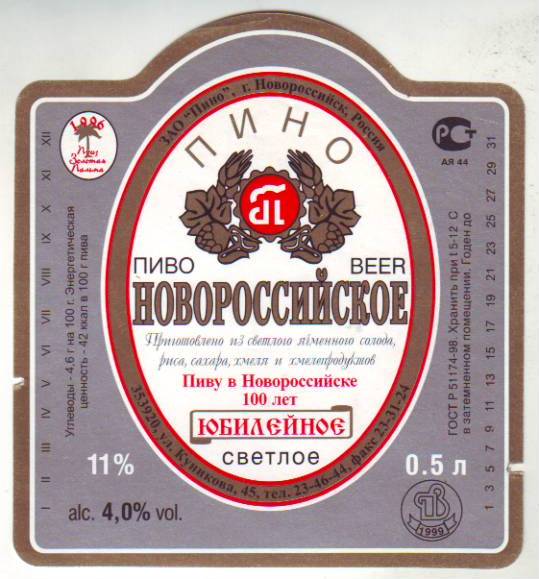 ЗАО "Пино", г. Новороссийск, Россия
ПИНО
1996
Приз
Золотая
Пальма
РСТ
АЯ 44
ПИВО
BEER
НОВОРОССИЙСКОЕ
Приготовлено из светлого ячменного солода,
риса, сахара, хмеля и хмелепродуктов
Пиву в Новороссийске
100 лет
ЮБИЛЕЙНОЕ
светлое
353920, ул. Куникова, 45, тел. 23-46-44, факс 23-31-24
11%
alc. 4,0% vol.
0.5 л
1999
Углеводы - 4,6 г на 100 г. Энергетическая
ценность - 42 ккал в 100 г пива
I II III IV V VI VII VIII IX X XI XII
ГОСТ Р 51174-98. Хранить при t 5-12 С
в затемненном помещении. Годен до
1 3 5 7 9 11 13 15 17 19 21 23 25 27 29 31